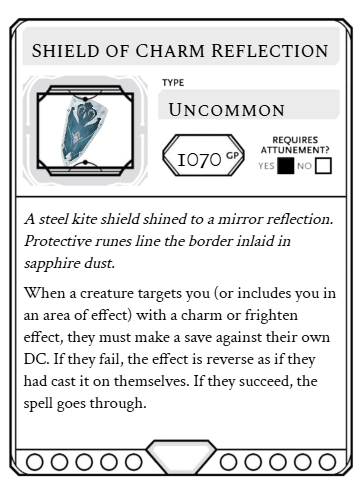 Shield of Charm Reflection
TYPE
Uncommon
1070 GP
REQUIRES
ATTUNEMENT?
YES NO
A steel kite shield shined to a mirror reflection.
Protective runes line the border inlaid in
sapphire dust.
When a creature targets you (or includes you in
an area of effect) with a charm or frighten
effect, they must make a save against their own
DC. If they fail, the effect is reverse as if they
had cast it on themselves. If they succeed, the
spell goes through.